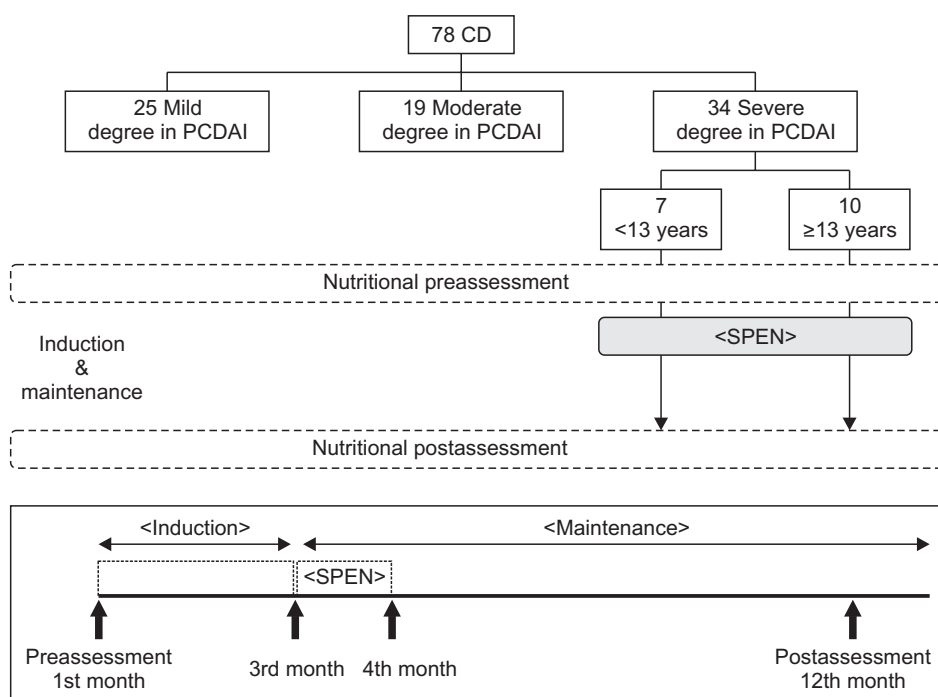 78 CD
25 Mild
degree in PCDAI
19 Moderate
degree in PCDAI
34 Severe
degree in PCDAI
7
<13 years
10
≥13 years
Nutritional preassessment
Induction
&
maintenance
<SPEN>
Nutritional postassessment
<Induction>
<Maintenance>
<SPEN>
Preassessment
1st month
3rd month
4th month
Postassessment
12th month